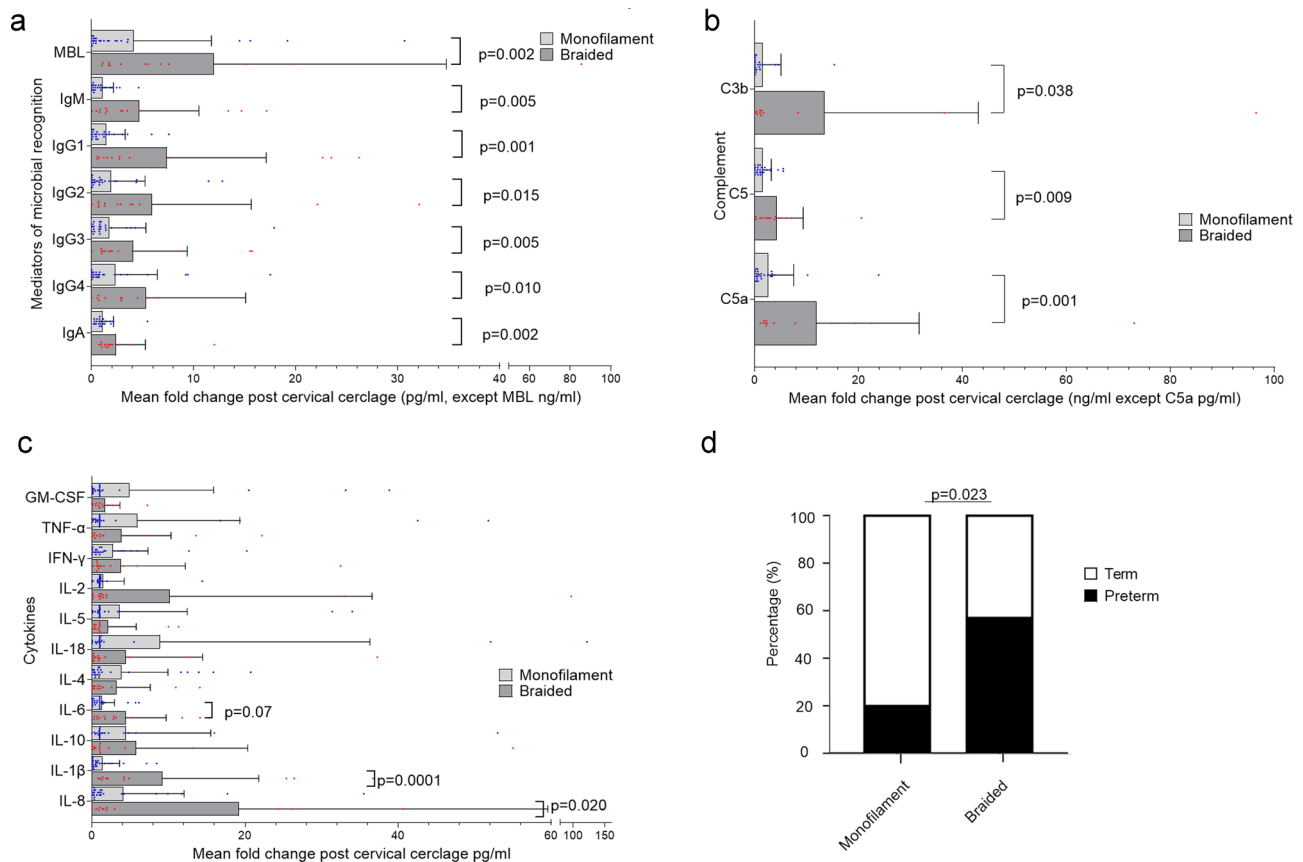 a
MBL
IgM
IgG1
IgG2
IgG3
IgG4
IgA
Mediators of microbial recognition
Monofilament
Braided
p=0.002
p=0.005
p=0.001
p=0.015
p=0.005
p=0.010
p=0.002
0 10 20 30 40 60 80 100
Mean fold change post cervical cerclage (pg/ml, except MBL ng/ml)
b
C3b
C5
C5a
Complement
p=0.038
p=0.009
p=0.001
Monofilament
Braided
0 20 40 60 80 100
Mean fold change post cervical cerclage (ng/ml except C5a pg/ml)
c
GM-CSF
TNF-α
IFN-γ
IL-2
IL-5
IL-18
IL-4
IL-6
IL-10
IL-1β
IL-8
Cytokines
Monofilament
Braided
p=0.07
p=0.0001
p=0.020
0 20 40 60 100 150
Mean fold change post cervical cerclage pg/ml
d
p=0.023
100
80
60
40
20
0
Percentage (%)
Term
Preterm
Monofilament
Braided